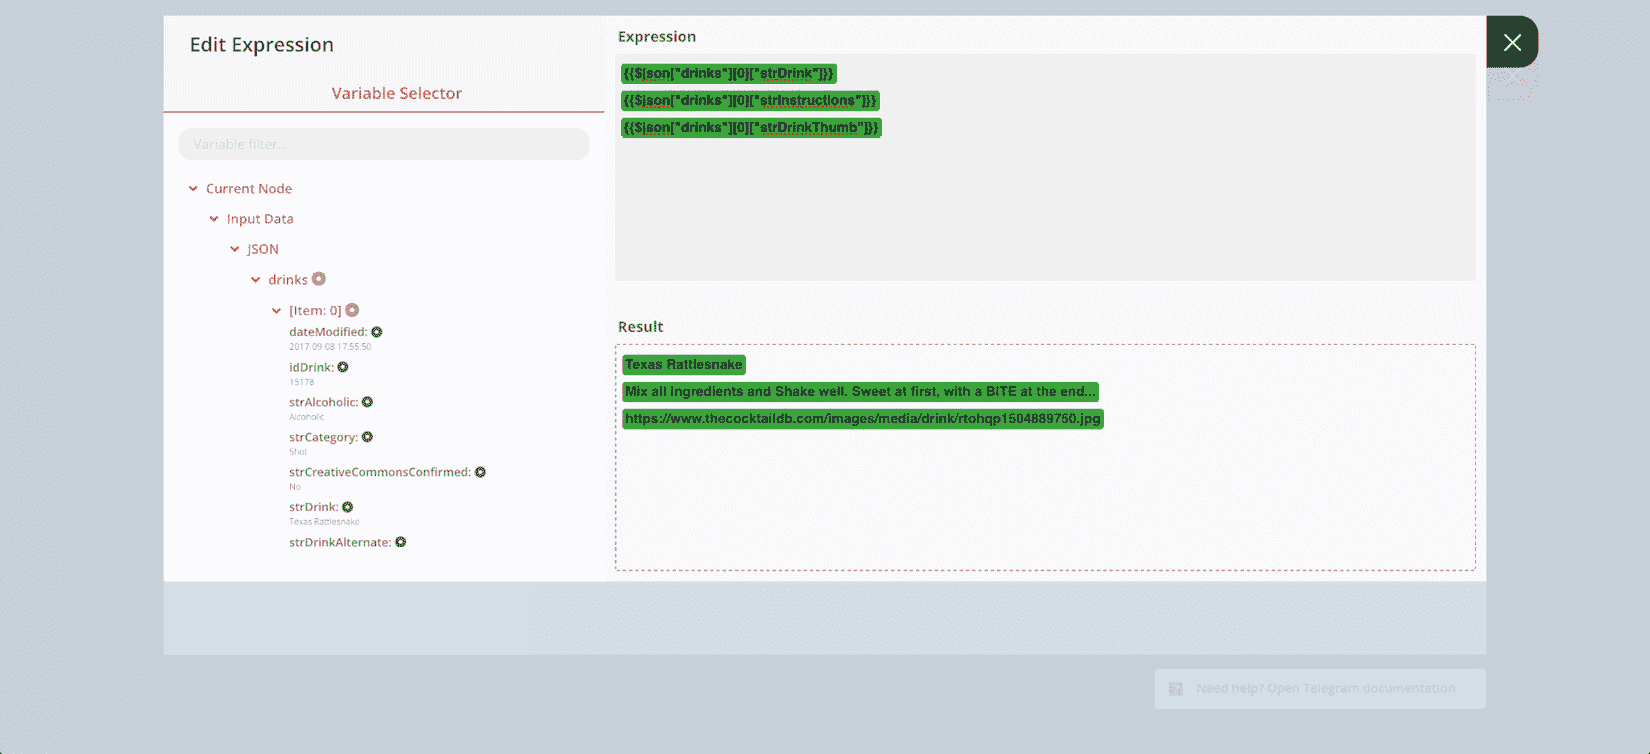 Edit Expression
Variable Selector
Variable filter...
Current Node
Input Data
JSON
drinks
[Item: 0]
dateModified:
2017-09-08 17:55:50
idDrink:
15178
strAlcoholic:
Alcoholic
strCategory:
Shot
strCreativeCommonsConfirmed:
No
strDrink:
Texas Rattlesnake
strDrinkAlternate:
Expression
{{$json["drinks"][0]["strDrink"]}}
{{$json["drinks"][0]["strInstructions"]}}
{{$json["drinks"][0]["strDrinkThumb"]}}
Result
Texas Rattlesnake
Mix all ingredients and Shake well. Sweet at first, with a BITE at the end...
https://www.thecocktaildb.com/images/media/drink/rtohqp1504889750.jpg
Need help? Open Telegram documentation